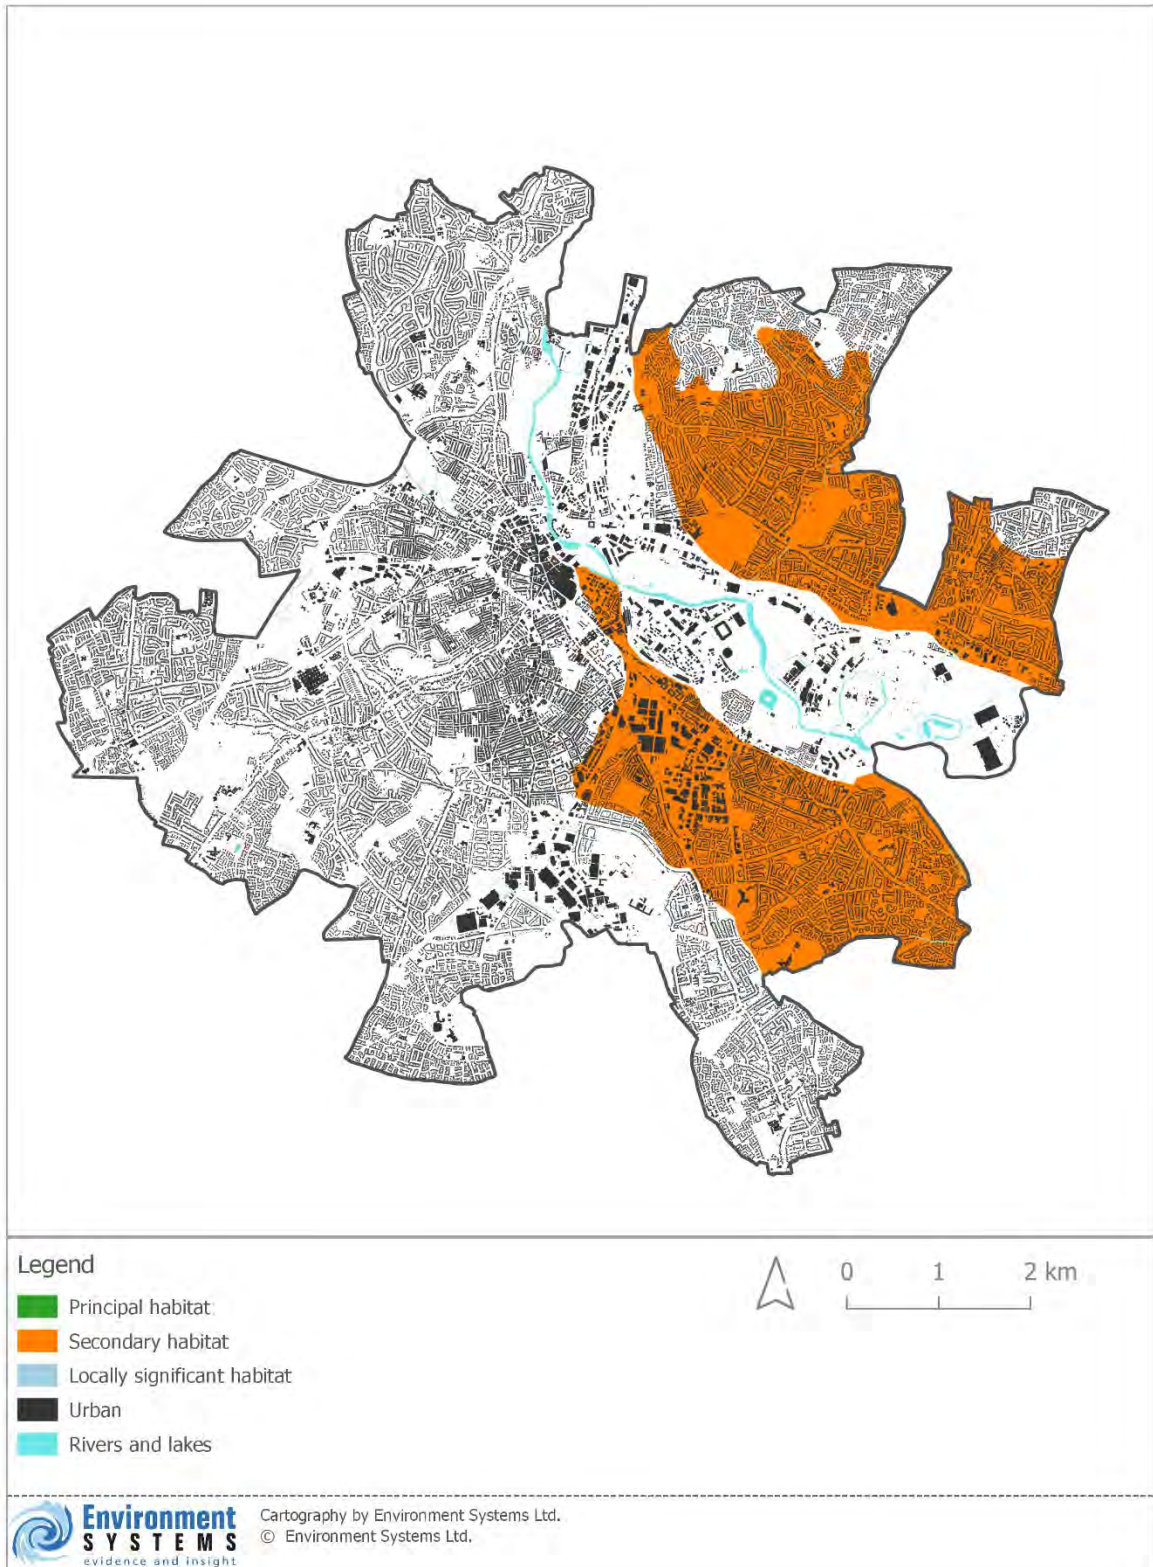 Legend
Principal habitat
Secondary habitat
Locally significant habitat
Urban
Rivers and lakes
0 1 2 km
Environment
SYSTEMS
evidence and insight
Cartography by Environment Systems Ltd.
© Environment Systems Ltd.